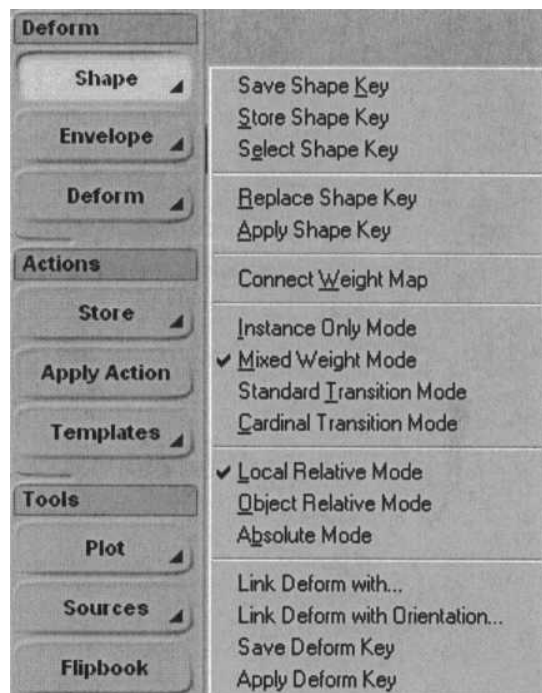 Deform
Shape
Envelope
Deform
Actions
Store
Apply Action
Templates
Tools
Plot
Sources
Flipbook
Save Shape Key
Store Shape Key
Select Shape Key
Replace Shape Key
Apply Shape Key
Connect Weight Map
Instance Only Mode
Mixed Weight Mode
Standard Transition Mode
Cardinal Transition Mode
Local Relative Mode
Object Relative Mode
Absolute Mode
Link Deform with...
Link Deform with Orientation...
Save Deform Key
Apply Deform Key